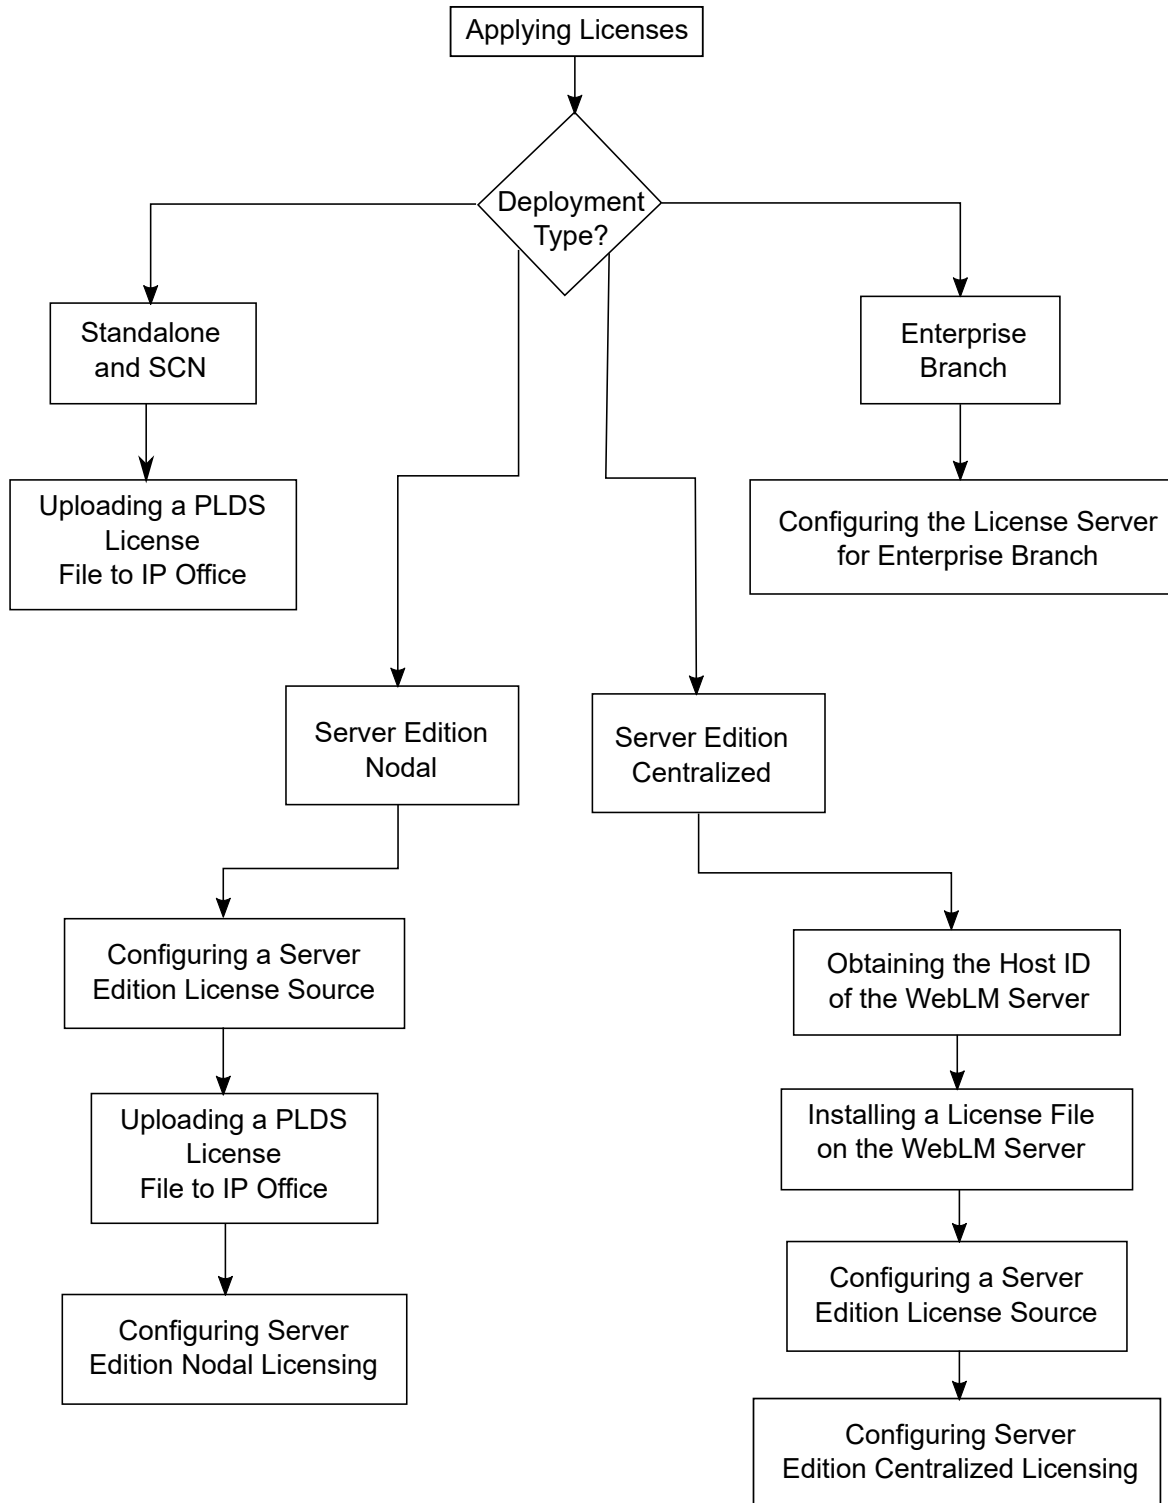 Applying Licenses
Deployment
Type?
Standalone
and SCN
Enterprise
Branch
Uploading a PLDS
License
File to IP Office
Configuring the License Server
for Enterprise Branch
Server Edition
Nodal
Server Edition
Centralized
Configuring a Server
Edition License Source
Uploading a PLDS
License
File to IP Office
Configuring Server
Edition Nodal Licensing
Obtaining the Host ID
of the WebLM Server
Installing a License File
on the WebLM Server
Configuring a Server
Edition License Source
Configuring Server
Edition Centralized Licensing